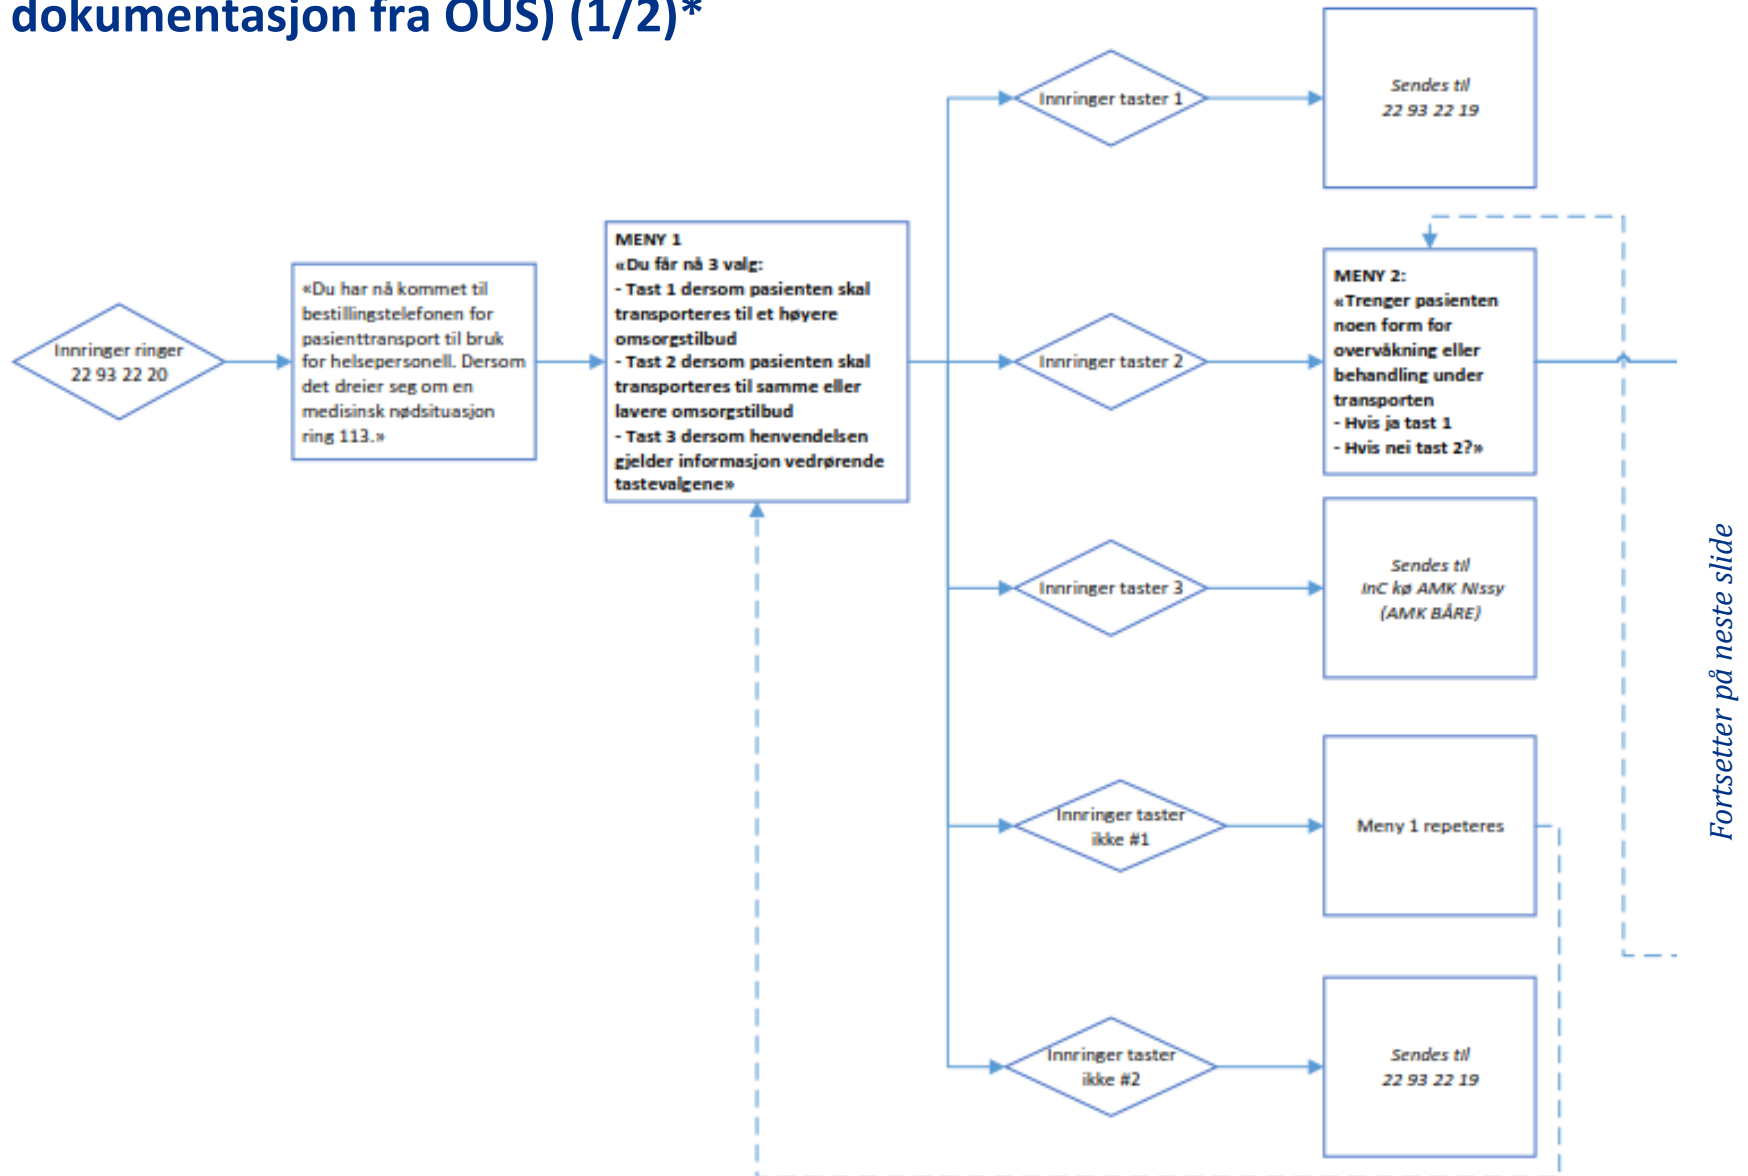 dokumentasjon fra OUS) (1/2)*
Innringer ringer
22 93 22 20
«Du har nå kommet til
bestillingstelefonen for
pasienttransport til bruk
for helsepersonell. Dersom
det dreier seg om en
medisinsk nødsituasjon
ring 113.»
MENY 1
«Du får nå 3 valg:
- Tast 1 dersom pasienten skal
transporteres til et høyere
omsorgstilbud
- Tast 2 dersom pasienten skal
transporteres til samme eller
lavere omsorgstilbud
- Tast 3 dersom henvendelsen
gjelder informasjon vedrørende
tastevalgene»
Innringer taster 1
Sendes til
22 93 22 19
Innringer taster 2
MENY 2:
«Trenger pasienten
noen form for
overvåkning eller
behandling under
transporten
- Hvis ja tast 1
- Hvis nei tast 2?»
Innringer taster 3
Sendes til
InC kø AMK Nissy
(AMK BÅRE)
Innringer taster
ikke #1
Meny 1 repeteres
Innringer taster
ikke #2
Sendes til
22 93 22 19
Fortsetter på neste slide